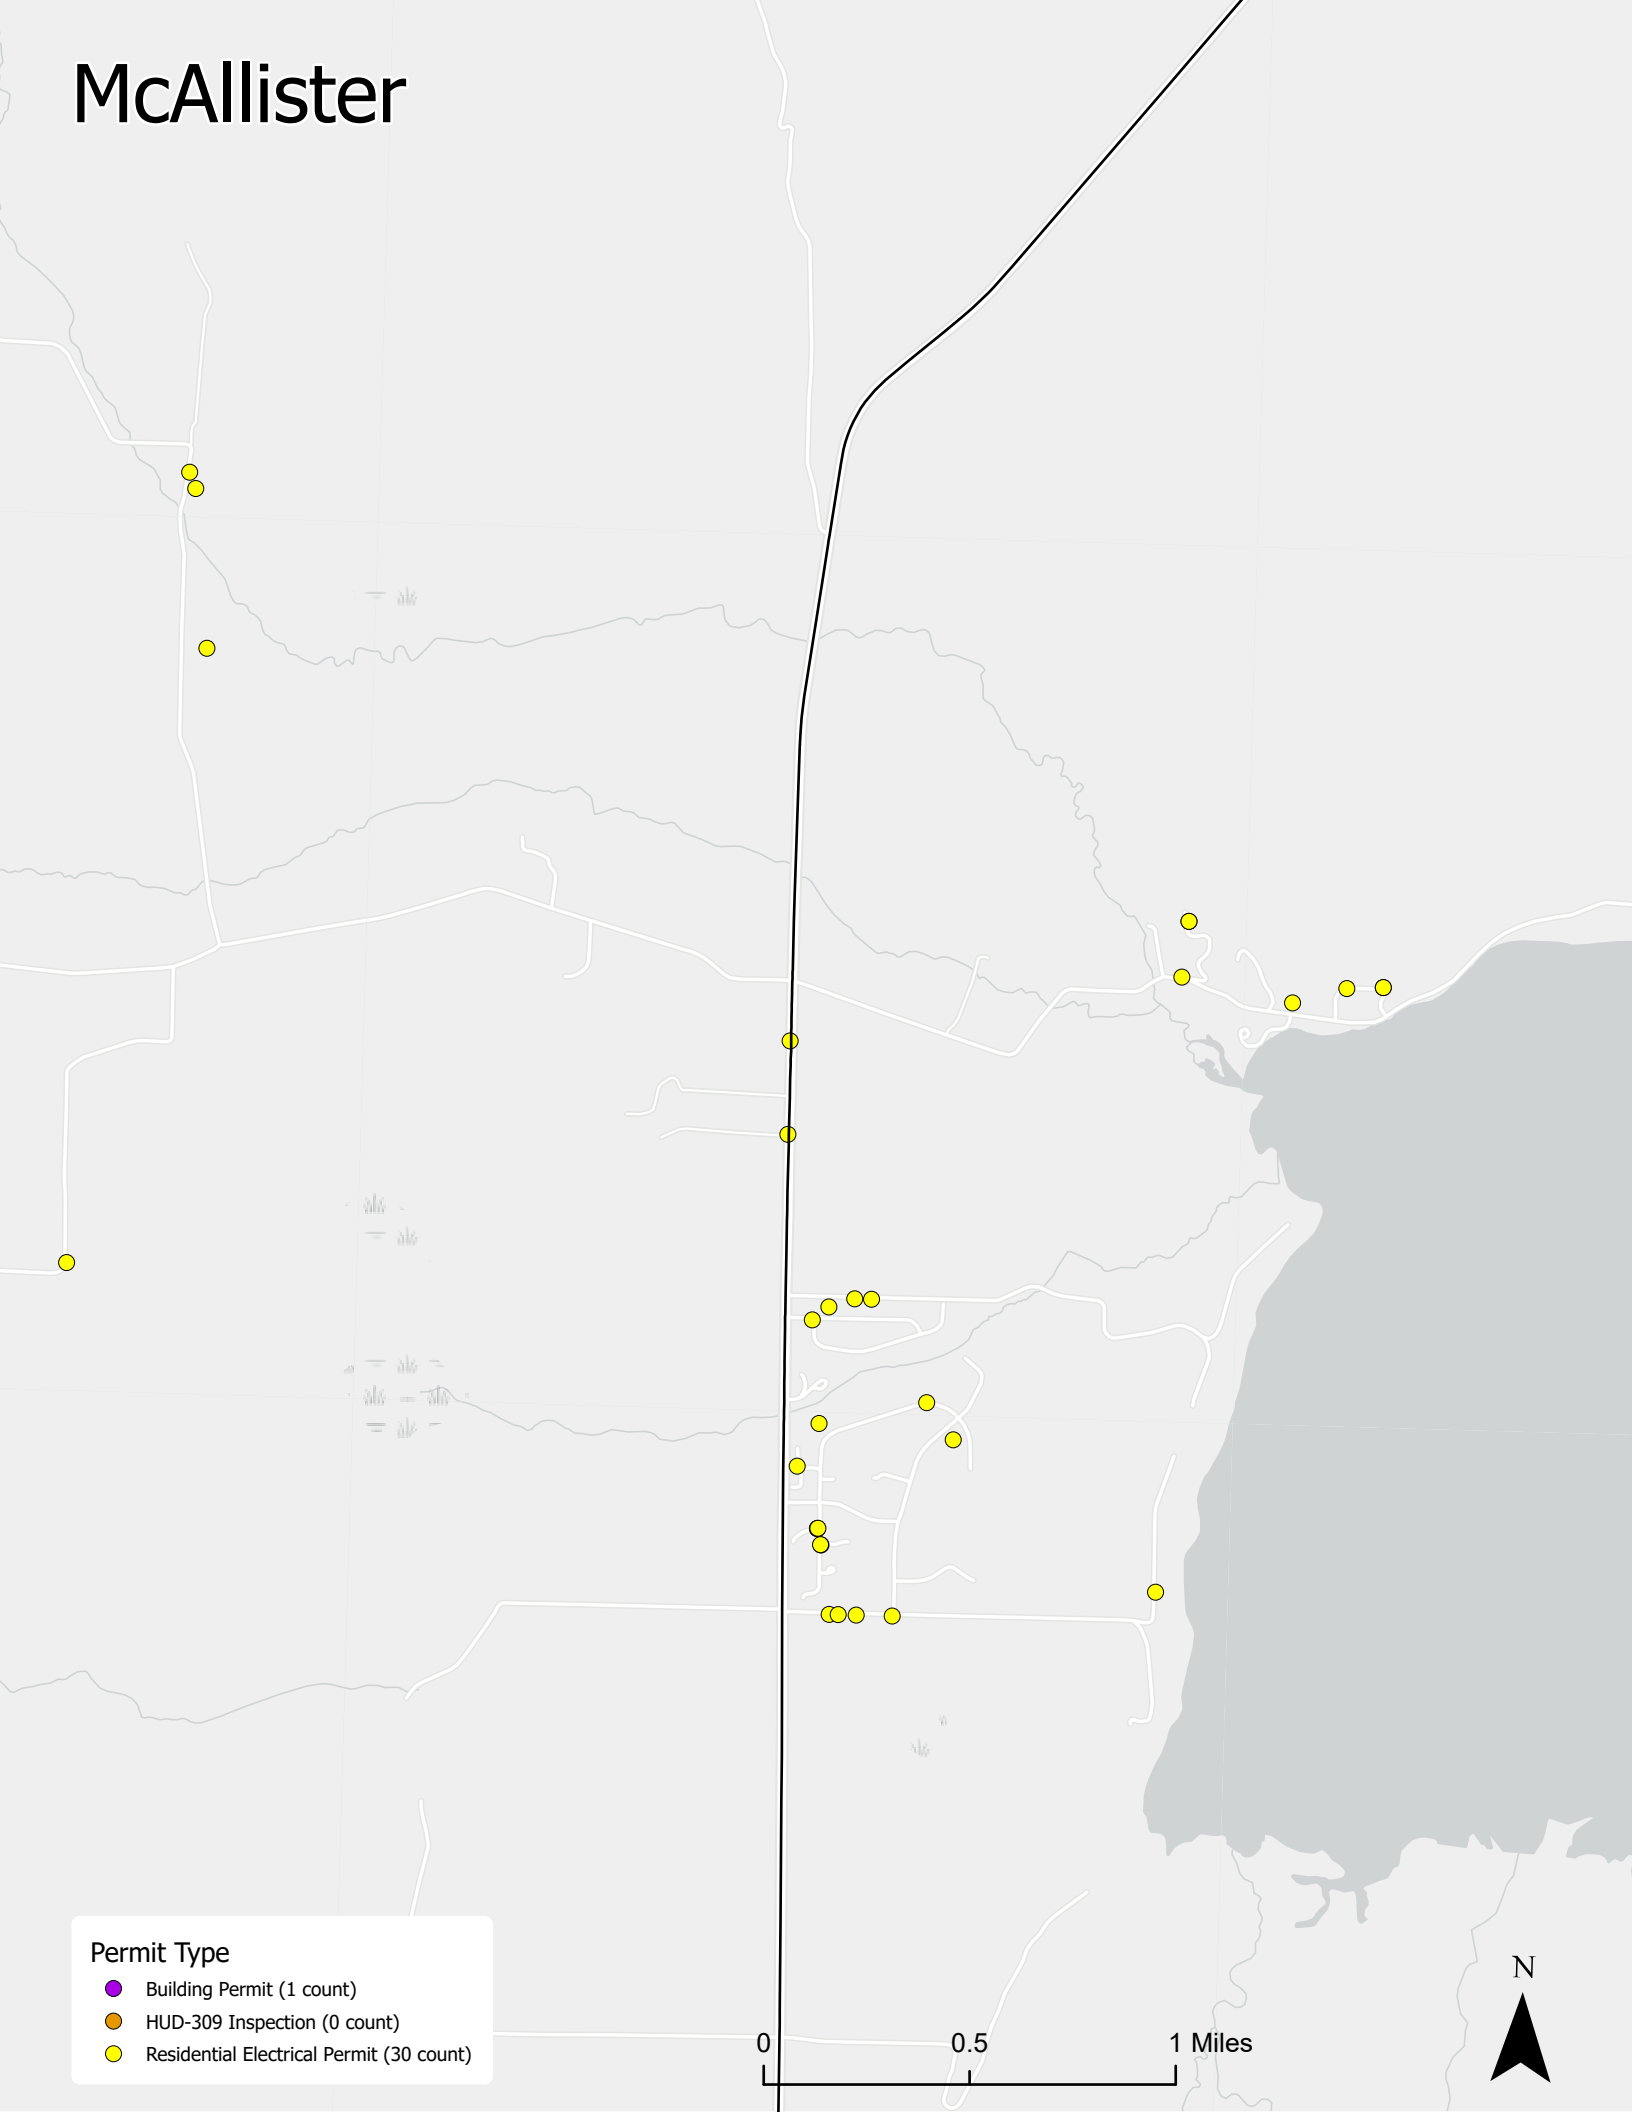 McAllister
Permit Type
Building Permit (1 count)
HUD-309 Inspection (0 count)
Residential Electrical Permit (30 count)
0 0.5 1 Miles
N